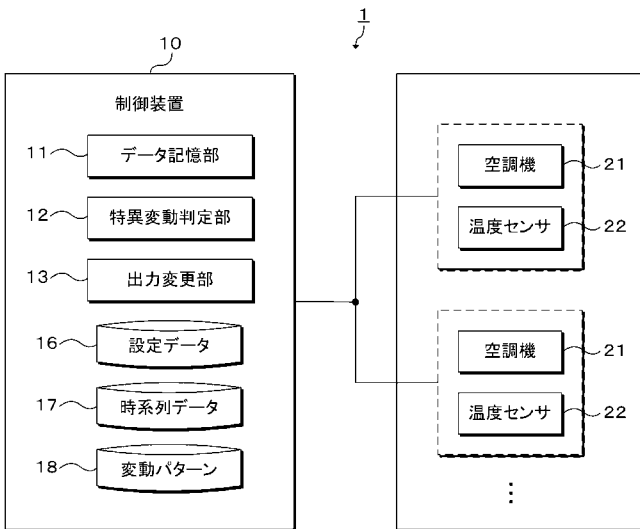 1
10
制御装置
11
データ記憶部
12
特異変動判定部
13
出力変更部
16
設定データ
17
時系列データ
18
変動パターン
空調機
21
温度センサ
22
空調機
21
温度センサ
22
⋮